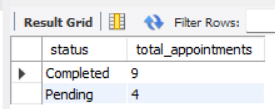 Result Grid Filter Rows:
status total_appointments
Completed 9
Pending 4